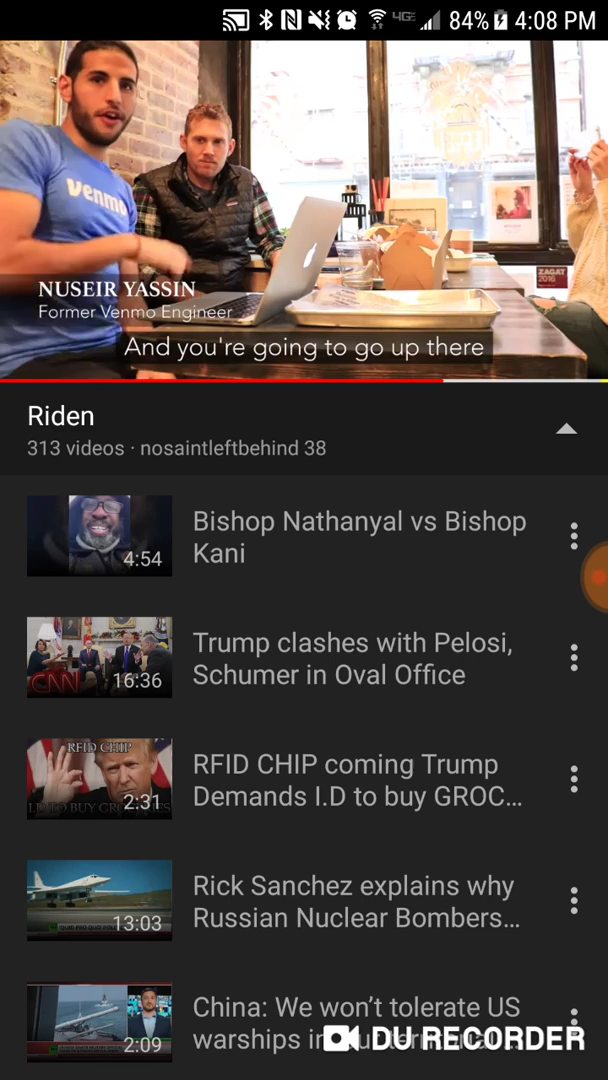 4G 84% 4:08 PM
Venmo
NUSEIR YASSIN
Former Venmo Engineer
And you're going to go up there
ZAGAT
2016
Riden
313 videos · nosaintleftbehind 38
Bishop Nathanyal vs Bishop
Kani
4:54
Trump clashes with Pelosi,
Schumer in Oval Office
CNN
16:36
RFID CHIP
RFID CHIP coming Trump
Demands I.D to buy GROC...
2:31
Rick Sanchez explains why
Russian Nuclear Bombers...
13:03
China: We won't tolerate US
warships in
2:09
DU RECORDER